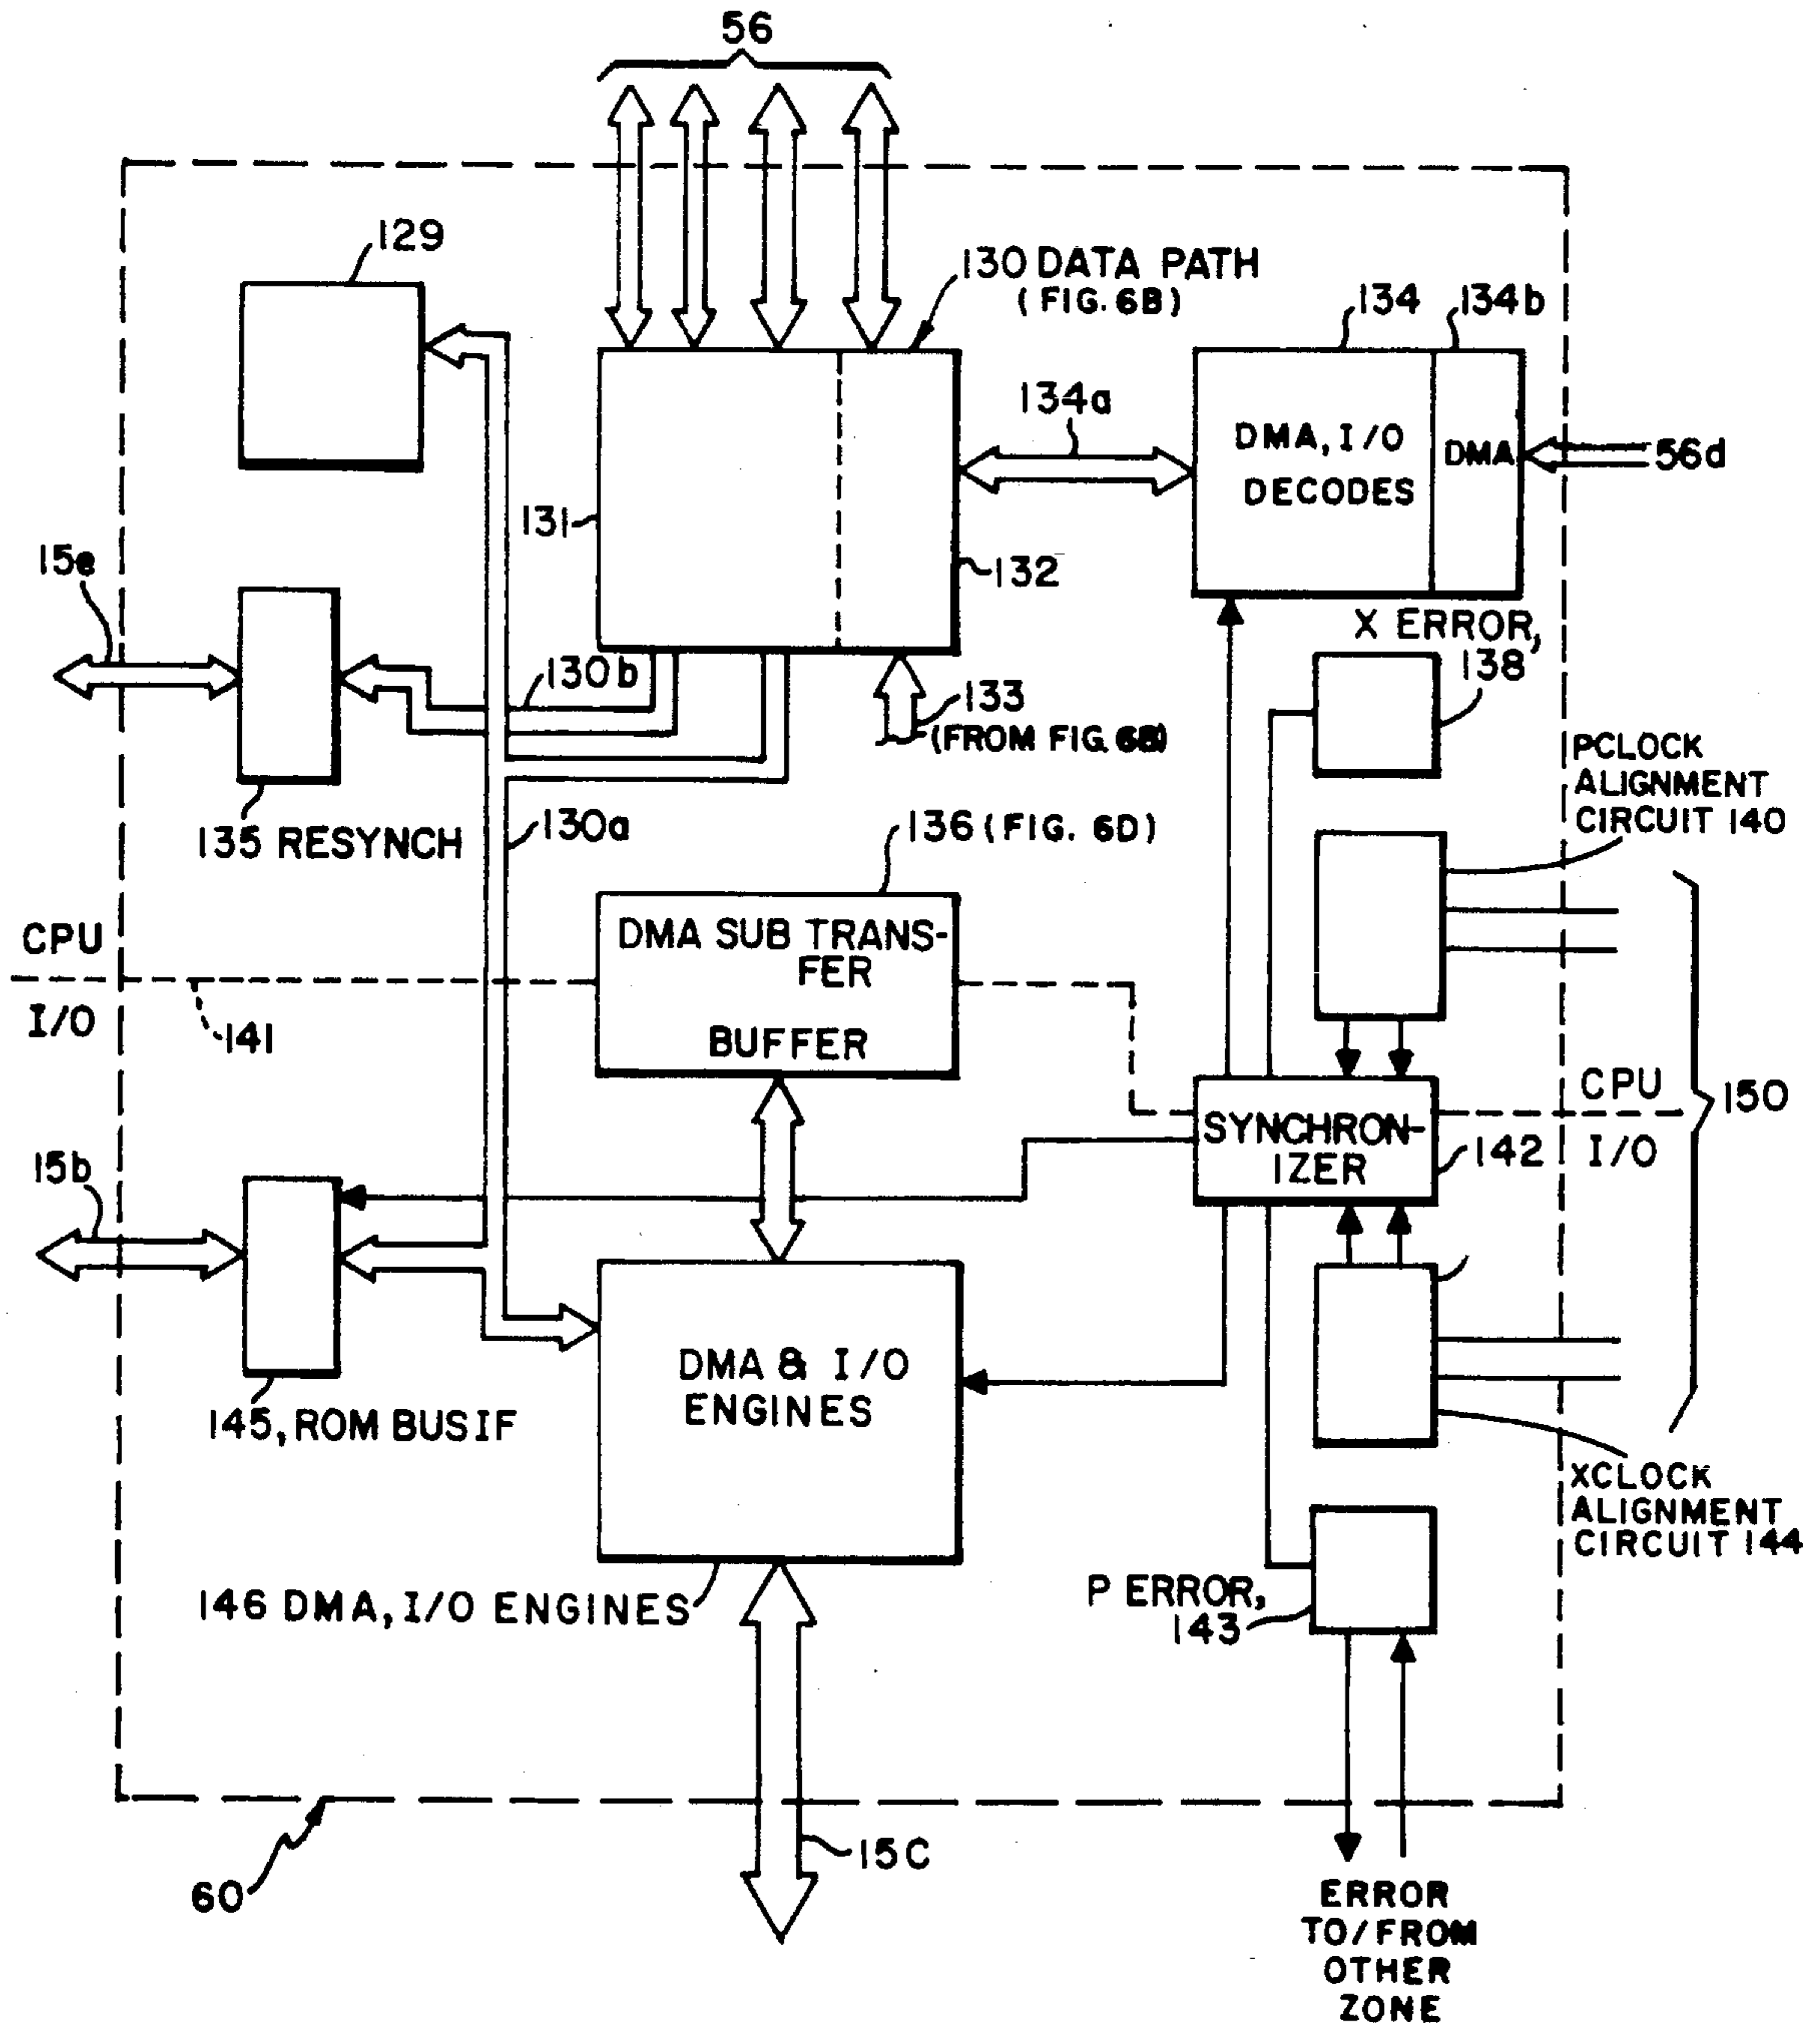 56
129
130 DATA PATH
(FIG. 6B)
134
134b
134a
DMA, I/O
DECODES
DMA
56d
131
132
15e
X ERROR,
138
130b
133
(FROM FIG. 6B)
PCLOCK
ALIGNMENT
CIRCUIT 140
135 RESYNCH
130a
136 (FIG. 6D)
CPU
I/O
141
DMA SUB TRANS-
FER
BUFFER
SYNCHRON-
IZER
142
CPU
I/O
150
15b
145, ROM BUS IF
DMA & I/O
ENGINES
XCLOCK
ALIGNMENT
CIRCUIT 144
146 DMA, I/O ENGINES
P ERROR,
143
15C
60
ERROR
TO/FROM
OTHER
ZONE